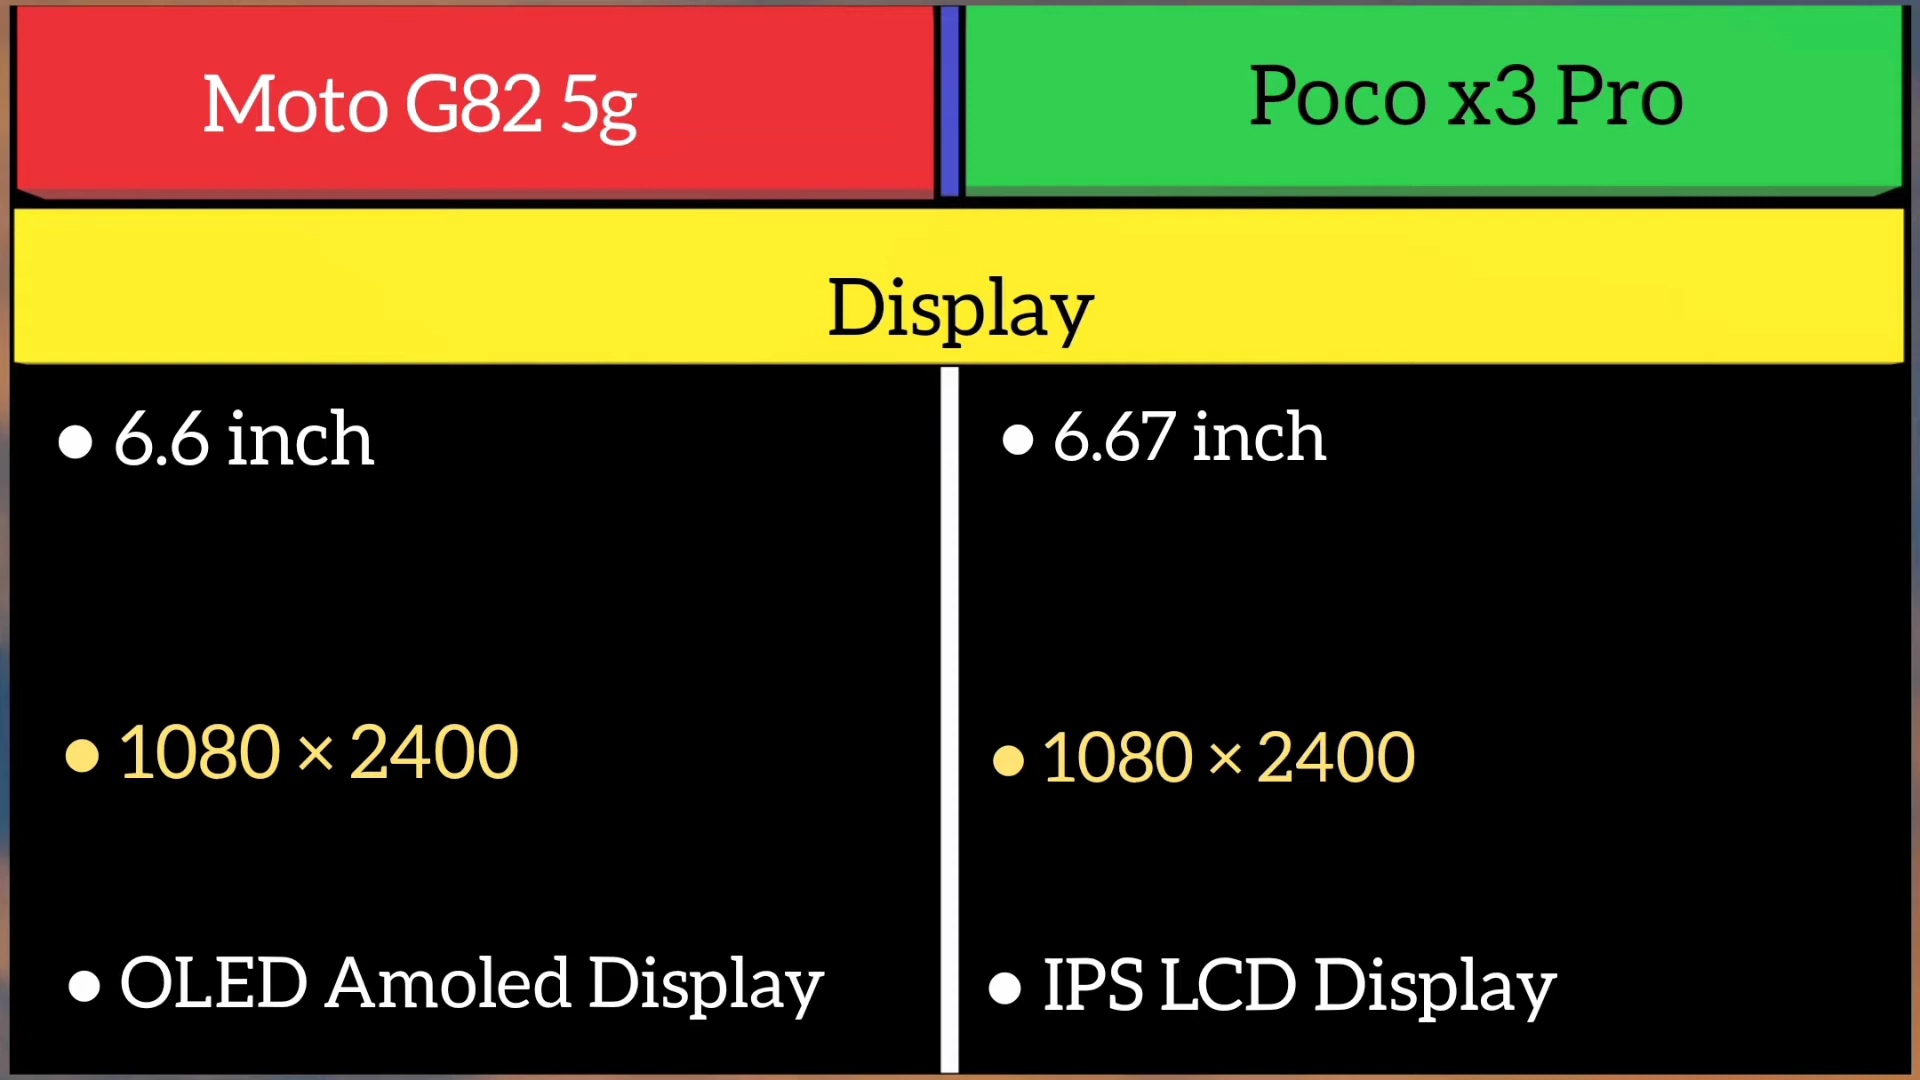 Moto G82 5g
Poco x3 Pro
Display
● 6.6 inch
● 6.67 inch
● 1080 × 2400
● 1080 × 2400
● OLED Amoled Display
● IPS LCD Display